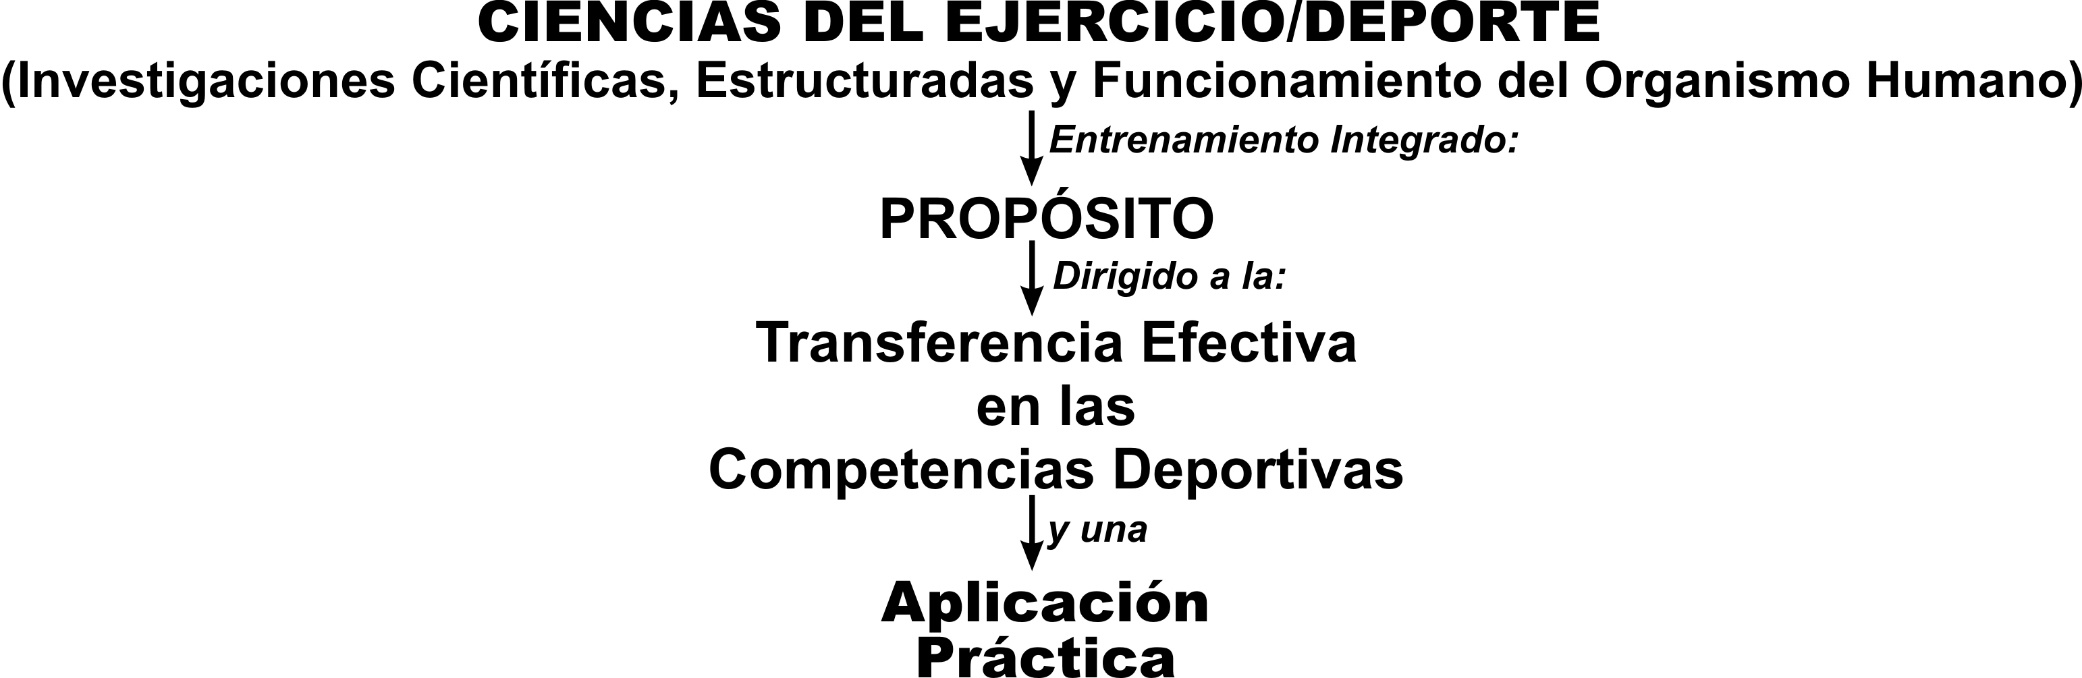 CIENCIAS DEL EJERCICIO/DEPORTE
(Investigaciones Científicas, Estructuradas y Funcionamiento del Organismo Humano)
Entrenamiento Integrado:
PROPÓSITO
Dirigido a la:
Transferencia Efectiva
en las
Competencias Deportivas
y una
Aplicación
Práctica